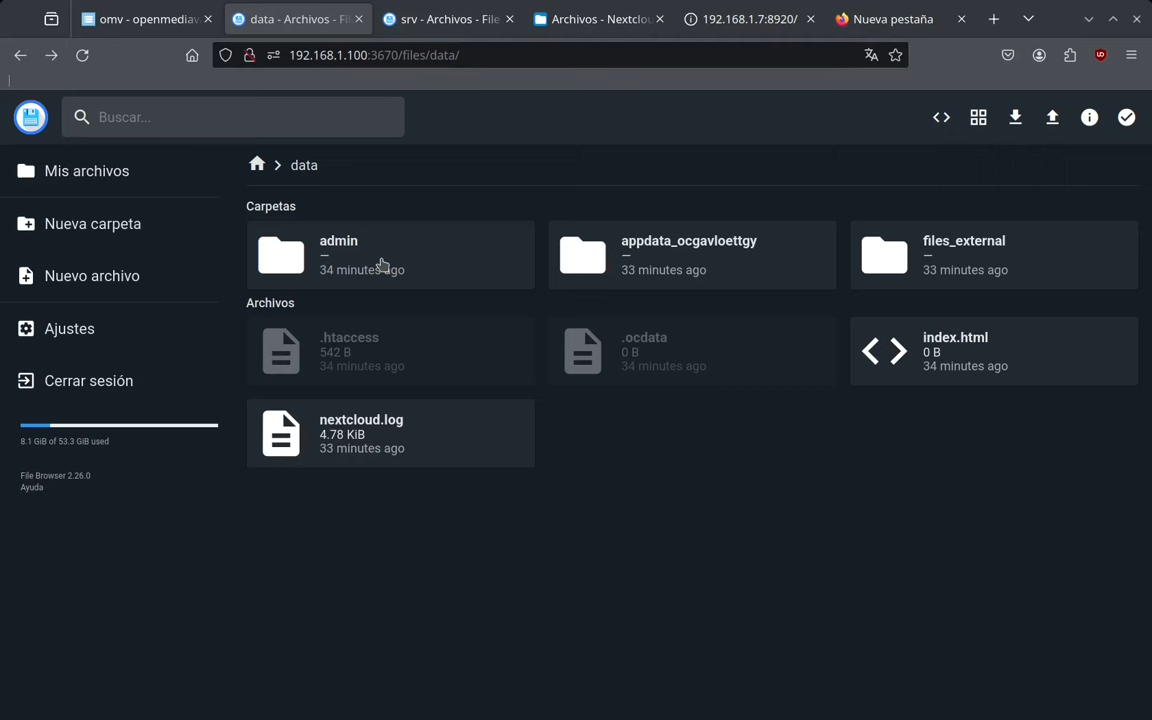 omv - openmediav
data - Archivos - Fi
srv - Archivos - File
Archivos - Nextclou
192.168.1.7:8920/
Nueva pestaña
192.168.1.100:3670/files/data/
Buscar...
Mis archivos
Nueva carpeta
Nuevo archivo
Ajustes
Cerrar sesión
8.1 GiB of 53.3 GiB used
File Browser 2.26.0
Ayuda
data
Carpetas
admin
—
34 minutes ago
appdata_ocgavloettgy
—
33 minutes ago
files_external
—
33 minutes ago
Archivos
.htaccess
542 B
34 minutes ago
.ocdata
0 B
34 minutes ago
index.html
0 B
34 minutes ago
nextcloud.log
4.78 KiB
33 minutes ago